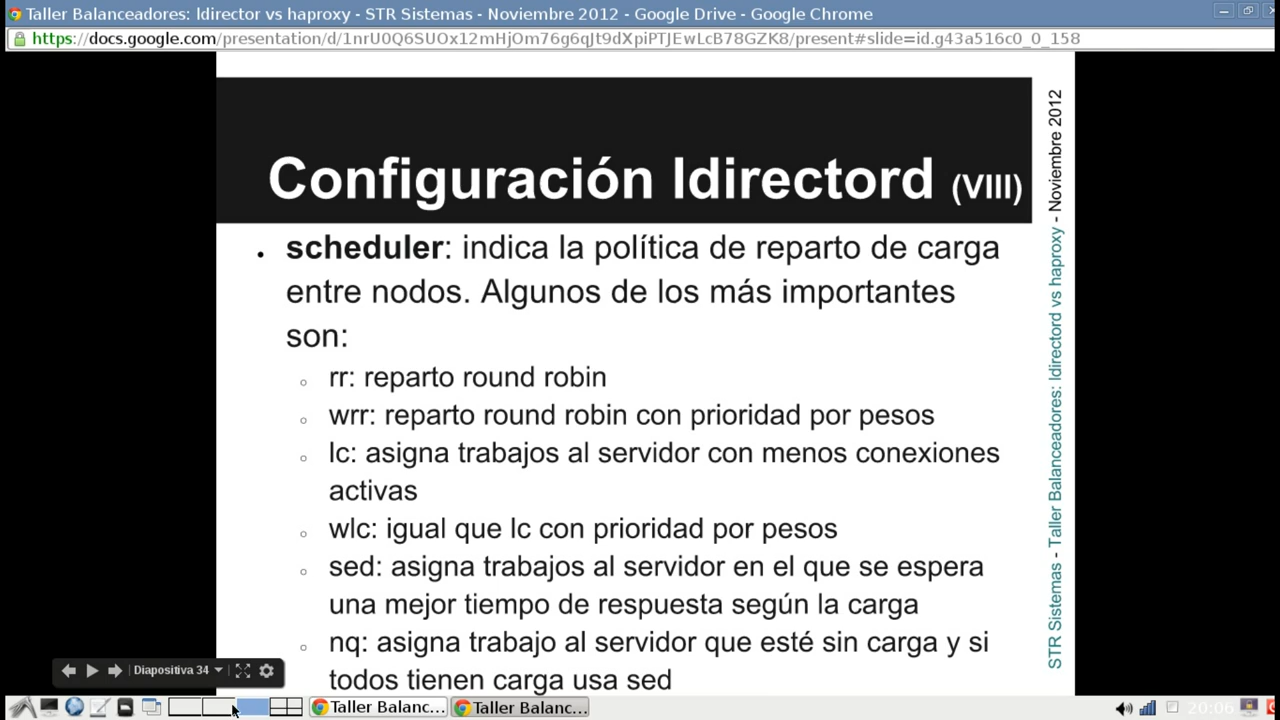 Taller Balanceadores: ldirector vs haproxy - STR Sistemas - Noviembre 2012 - Google Drive - Google Chrome
https://docs.google.com/presentation/d/1nrU0Q6SUOx12mHjOm76g6qJt9dXpiPTJEwLcB78GZK8/present#slide=id.g43a516c0_0_158
Configuración ldirectord (VIII)
• scheduler: indica la política de reparto de carga
entre nodos. Algunos de los más importantes
son:
○ rr: reparto round robin
○ wrr: reparto round robin con prioridad por pesos
○ lc: asigna trabajos al servidor con menos conexiones
activas
○ wlc: igual que lc con prioridad por pesos
○ sed: asigna trabajos al servidor en el que se espera
una mejor tiempo de respuesta según la carga
○ nq: asigna trabajo al servidor que esté sin carga y si
todos tienen carga usa sed
STR Sistemas - Taller Balanceadores: ldirectord vs haproxy - Noviembre 2012
Diapositiva 34
Taller Balanc...
Taller Balanc...
20:06